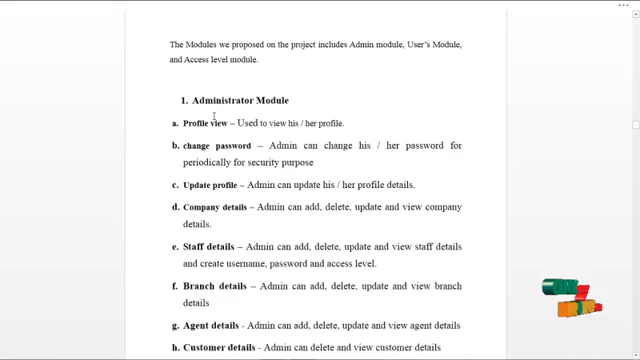 The Modules we proposed on the project includes Admin module, User's Module,
and Access level module.
1. Administrator Module
a. Profile view – Used to view his / her profile.
b. change password – Admin can change his / her password for
periodically for security purpose
c. Update profile – Admin can update his / her profile details.
d. Company details – Admin can add, delete, update and view company
details.
e. Staff details – Admin can add, delete, update and view staff details
and create username, password and access level.
f. Branch details – Admin can add, delete, update and view branch
details
g. Agent details - Admin can add, delete, update and view agent details
h. Customer details - Admin can delete and view customer details